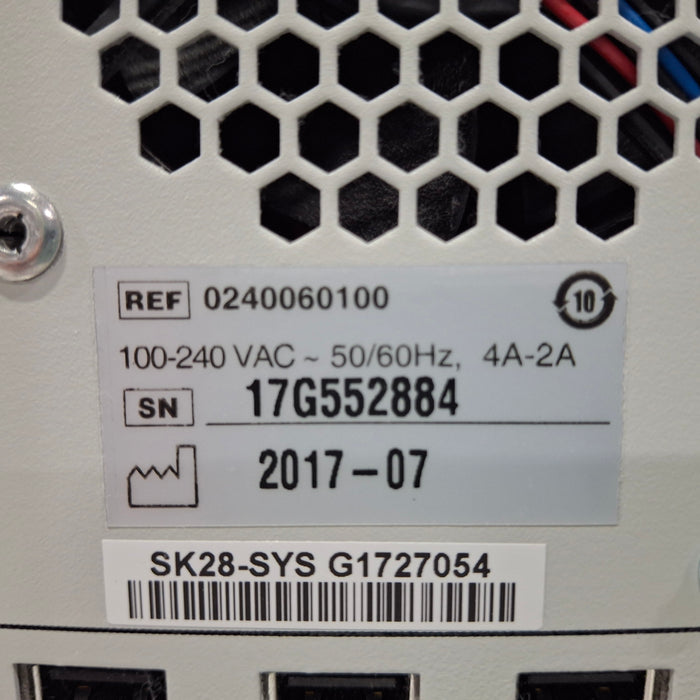 REF 0240060100
10
100-240 VAC ~ 50/60Hz, 4A-2A
SN 17G552884
2017-07
SK28-SYS G1727054